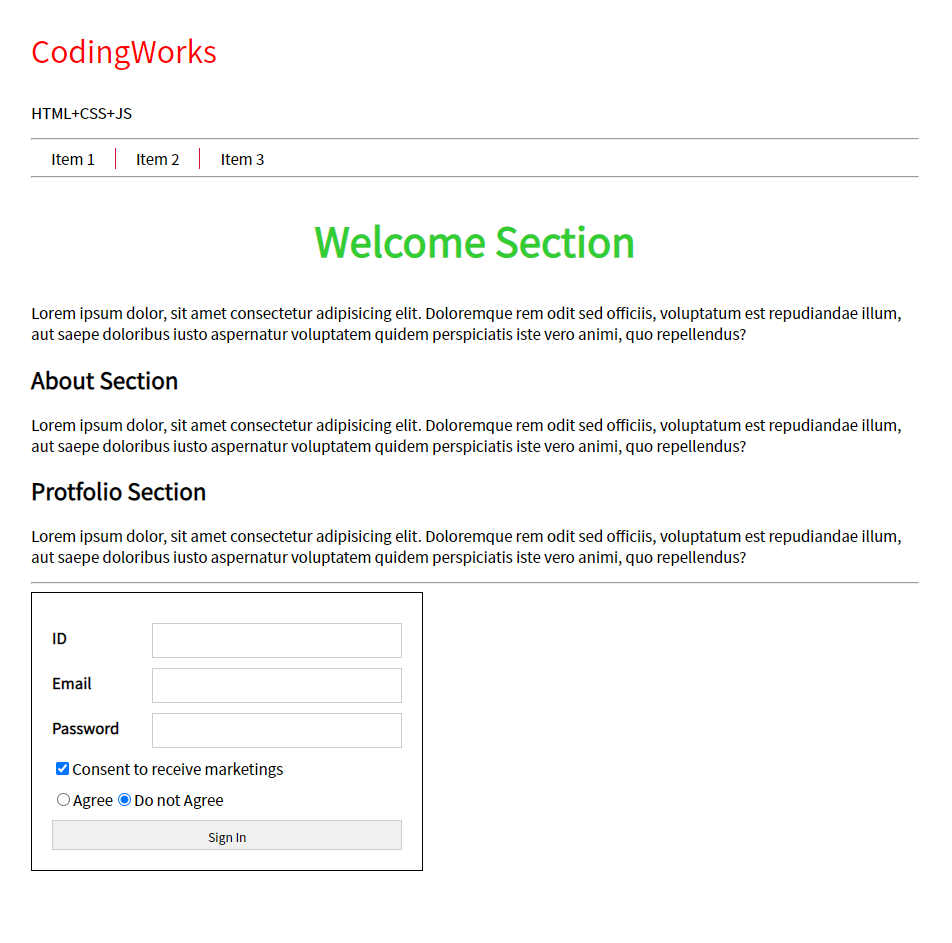 CodingWorks
HTML+CSS+JS
Item 1 Item 2 Item 3
Welcome Section
Lorem ipsum dolor, sit amet consectetur adipisicing elit. Doloremque rem odit sed officiis, voluptatum est repudiandae illum,
aut saepe doloribus iusto aspernatur voluptatem quidem perspiciatis iste vero animi, quo repellendus?
About Section
Lorem ipsum dolor, sit amet consectetur adipisicing elit. Doloremque rem odit sed officiis, voluptatum est repudiandae illum,
aut saepe doloribus iusto aspernatur voluptatem quidem perspiciatis iste vero animi, quo repellendus?
Protfolio Section
Lorem ipsum dolor, sit amet consectetur adipisicing elit. Doloremque rem odit sed officiis, voluptatum est repudiandae illum,
aut saepe doloribus iusto aspernatur voluptatem quidem perspiciatis iste vero animi, quo repellendus?
ID
Email
Password
Consent to receive marketings
Agree Do not Agree
Sign In